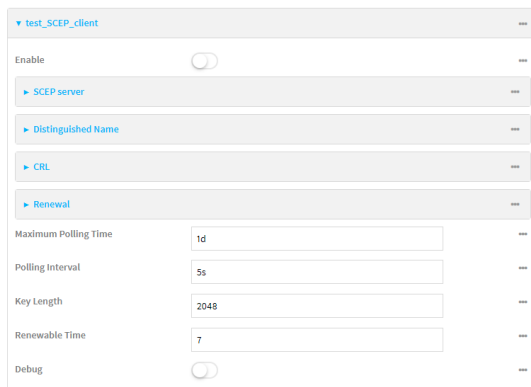 test_SCEP_client
Enable
SCEP server
Distinguished Name
CRL
Renewal
Maximum Polling Time
1d
Polling Interval
5s
Key Length
2048
Renewable Time
7
Debug